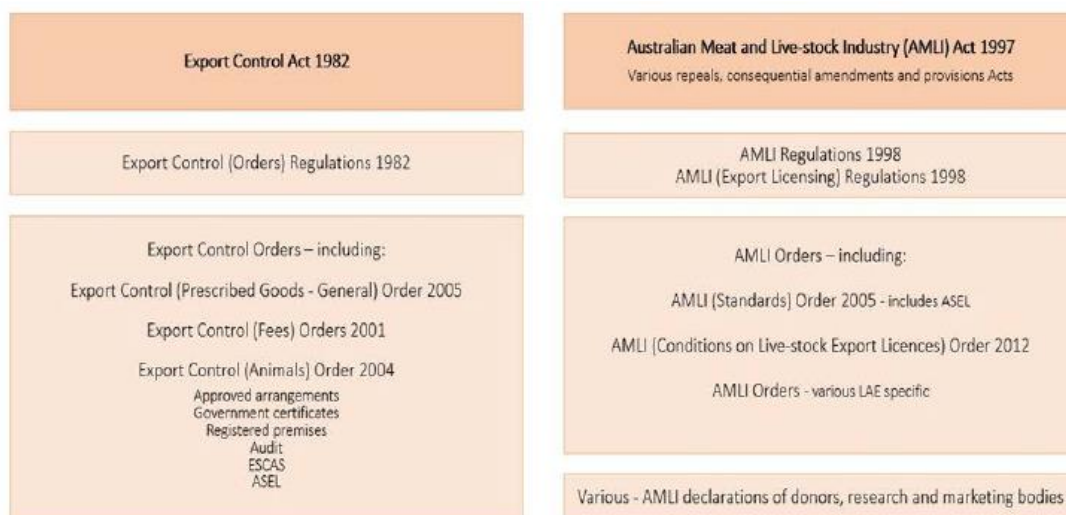 Export Control Act 1982
Export Control (Orders) Regulations 1982
Export Control Orders – including:
Export Control (Prescribed Goods - General) Order 2005
Export Control (Fees) Orders 2001
Export Control (Animals) Order 2004
Approved arrangements
Government certificates
Registered premises
Audit
ESCAS
ASEL
Australian Meat and Live-stock Industry (AMLI) Act 1997
Various repeals, consequential amendments and provisions Acts
AMLI Regulations 1998
AMLI (Export Licensing) Regulations 1998
AMLI Orders – including:
AMLI (Standards) Order 2005 - includes ASEL
AMLI (Conditions on Live-stock Export Licences) Order 2012
AMLI Orders - various LAE specific
Various - AMLI declarations of donors, research and marketing bodies